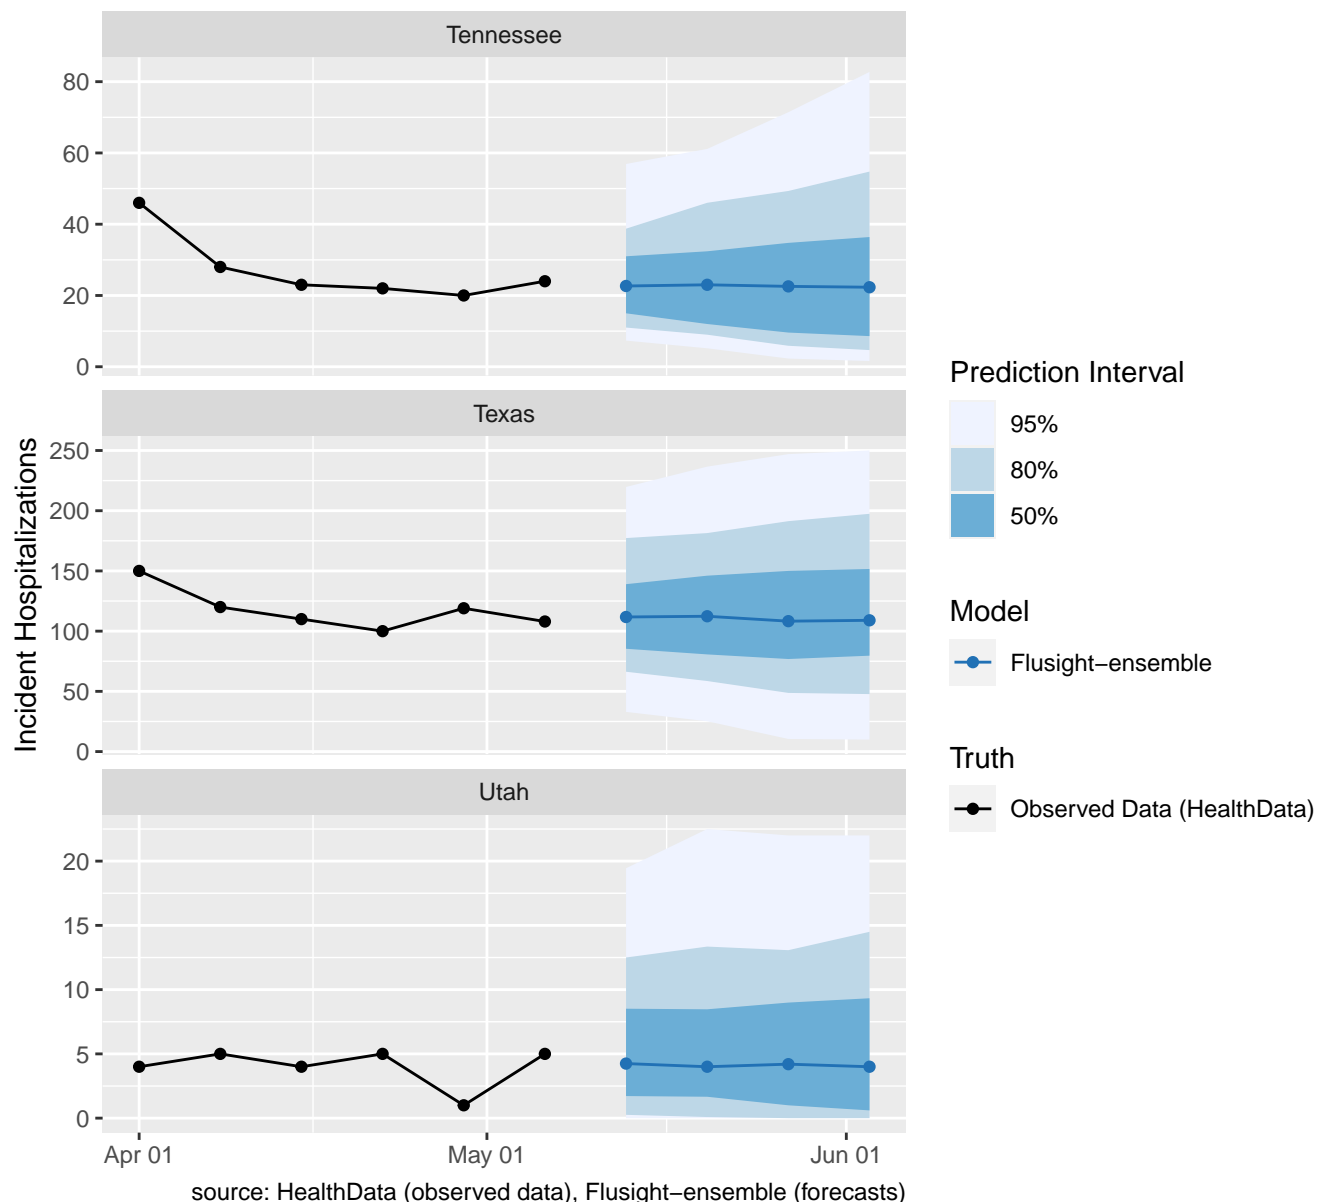 Tennessee
80
60
40
20
0
Texas
250
200
150
100
50
0
Utah
20
15
10
5
0
Apr 01
May 01
Jun 01
Incident Hospitalizations
source: HealthData (observed data), Flusight−ensemble (forecasts)
Prediction Interval
95%
80%
50%
Model
Flusight−ensemble
Truth
Observed Data (HealthData)